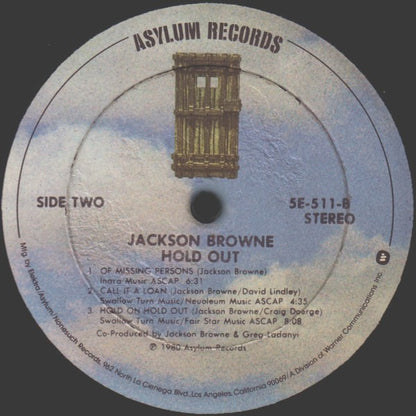 ASYLUM RECORDS
SIDE TWO
5E-511-B
STEREO
JACKSON BROWNE
HOLD OUT
1. OF MISSING PERSONS (Jackson Browne)
Inara Music ASCAP 6:31
2. CALL IT A LOAN (Jackson Browne/David Lindley)
Swallow Turn Music/Neuoleum Music ASCAP 4:35
3. HOLD ON HOLD OUT (Jackson Browne/Craig Doerge)
Swallow Turn Music/Fair Star Music ASCAP 8:08
Co-Produced by Jackson Browne & Greg Ladanyi
℗ 1980 Asylum Records
Mfg. by Elektra/Asylum/Nonesuch Records, 962 North La Cienega Blvd., Los Angeles, California 90069/A Division of Warner Communications Inc.